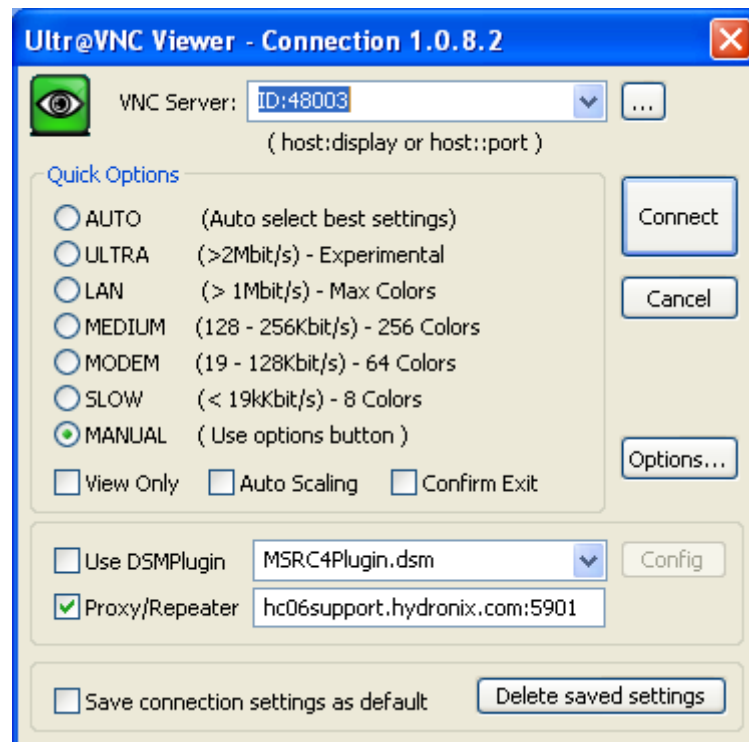 Ultr@VNC Viewer - Connection 1.0.8.2
VNC Server: ID:48003 ...
( host:display or host::port )
Quick Options
AUTO (Auto select best settings)
Connect
ULTRA (>2Mbit/s) - Experimental
LAN (> 1Mbit/s) - Max Colors
Cancel
MEDIUM (128 - 256Kbit/s) - 256 Colors
MODEM (19 - 128Kbit/s) - 64 Colors
SLOW (< 19kKbit/s) - 8 Colors
MANUAL ( Use options button )
Options...
View Only Auto Scaling Confirm Exit
Use DSMPlugin MSRC4Plugin.dsm Config
Proxy/Repeater hc06support.hydronix.com:5901
Save connection settings as default Delete saved settings